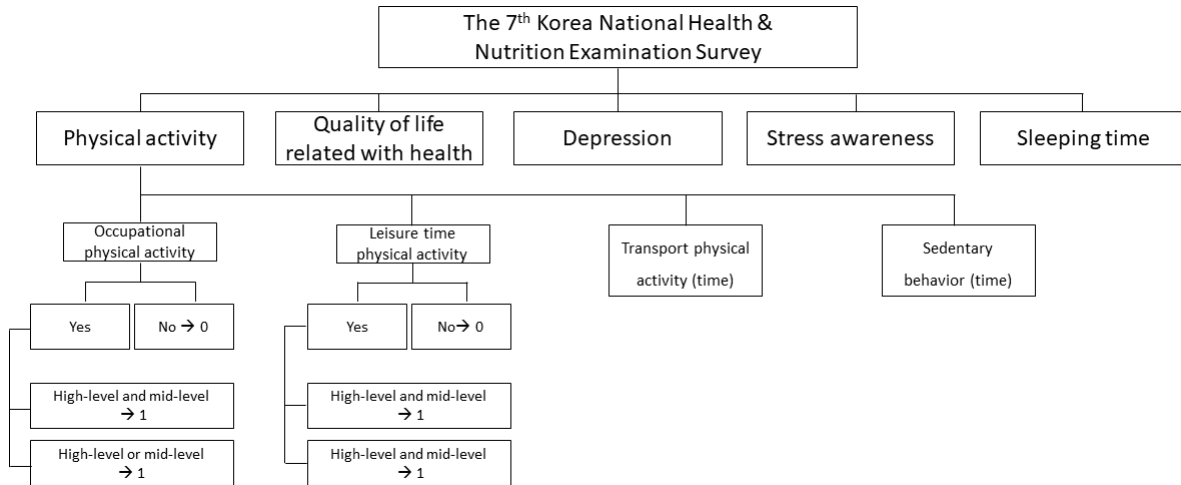 The 7th Korea National Health &
Nutrition Examination Survey
Physical activity
Quality of life
related with health
Depression
Stress awareness
Sleeping time
Occupational
physical activity
Leisure time
physical activity
Transport physical
activity (time)
Sedentary
behavior (time)
Yes
No → 0
Yes
No→ 0
High-level and mid-level
→ 1
High-level and mid-level
→ 1
High-level or mid-level
→ 1
High-level and mid-level
→ 1